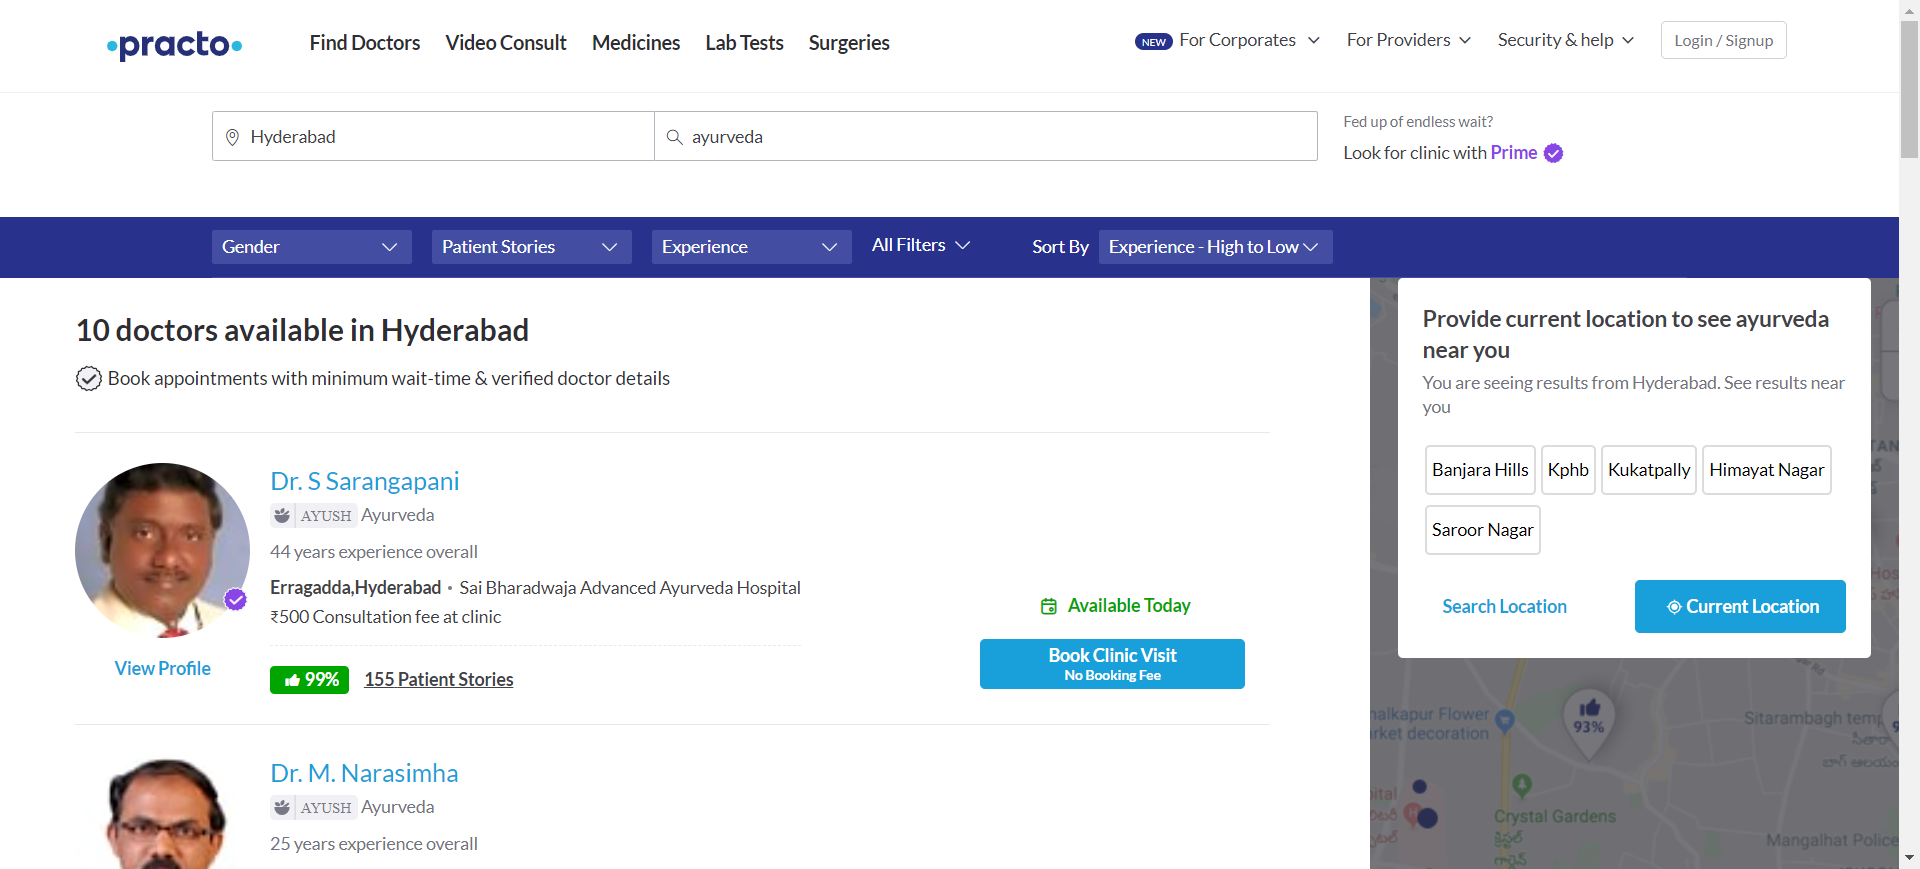 practo
Find Doctors
Video Consult
Medicines
Lab Tests
Surgeries
NEW For Corporates
For Providers
Security & help
Login / Signup
Hyderabad
ayurveda
Fed up of endless wait?
Look for clinic with Prime
Gender
Patient Stories
Experience
All Filters
Sort By
Experience - High to Low
10 doctors available in Hyderabad
Book appointments with minimum wait-time & verified doctor details
Dr. S Sarangapani
AYUSH Ayurveda
44 years experience overall
Erragadda,Hyderabad • Sai Bharadwaja Advanced Ayurveda Hospital
₹500 Consultation fee at clinic
99% 155 Patient Stories
View Profile
Available Today
Book Clinic Visit
No Booking Fee
Dr. M. Narasimha
AYUSH Ayurveda
25 years experience overall
Provide current location to see ayurveda
near you
You are seeing results from Hyderabad. See results near
you
Banjara Hills
Kphb
Kukatpally
Himayat Nagar
Saroor Nagar
Search Location
Current Location
nalkapur Flower
rket decoration
93%
Sitarambagh temp
Crystal Gardens
క్రిస్టల్
గార్డెన్
Mangalhat Police